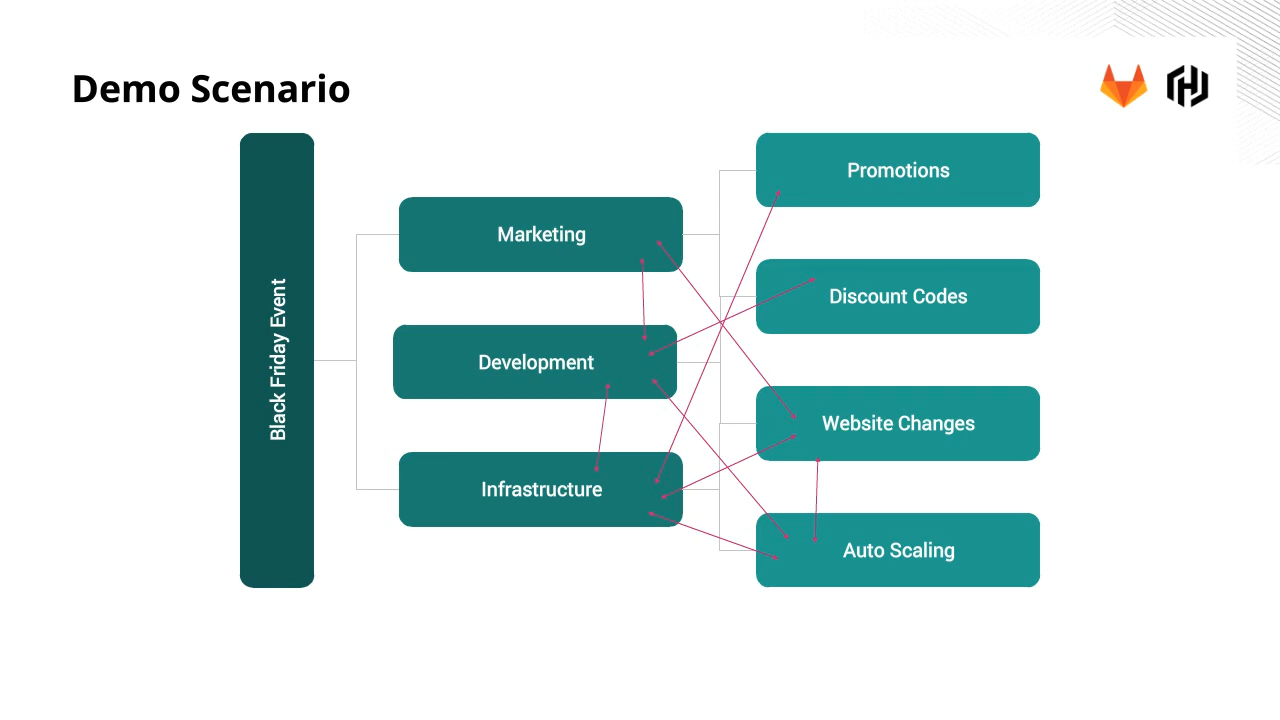 Demo Scenario
Black Friday Event
Marketing
Development
Infrastructure
Promotions
Discount Codes
Website Changes
Auto Scaling